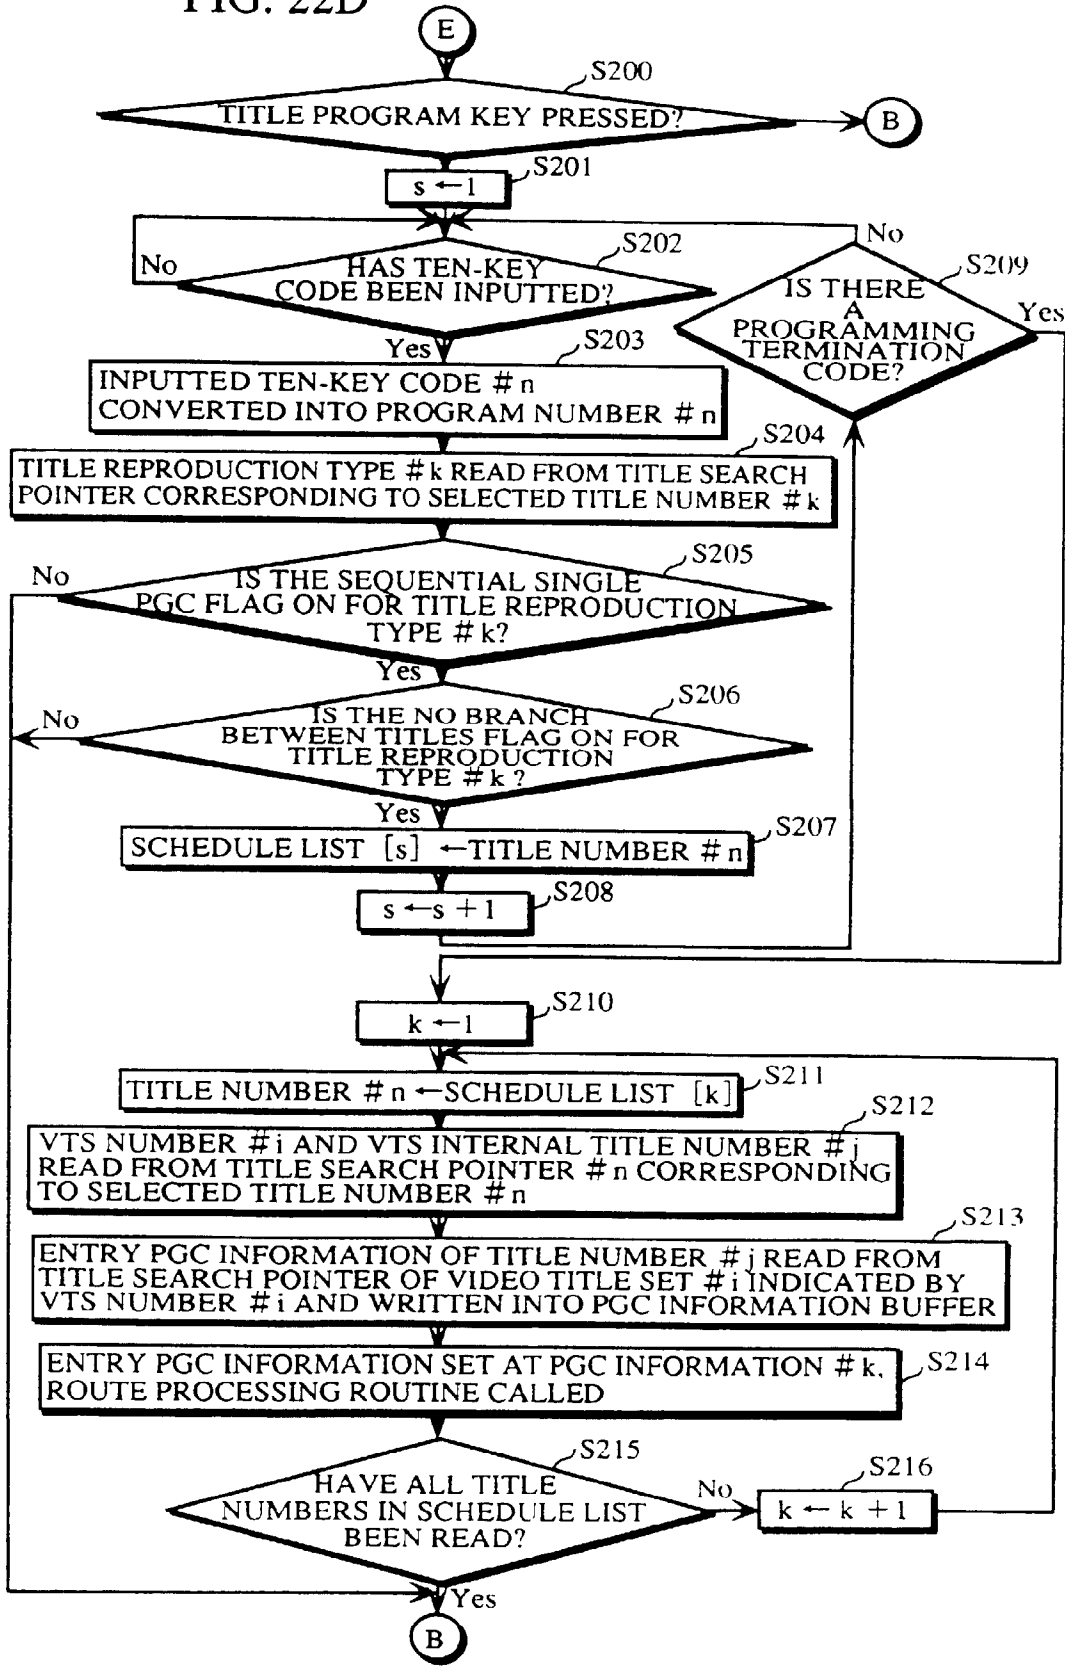 FIG. 22D
E
S200
TITLE PROGRAM KEY PRESSED?
B
S201
s ←1
No
S202
HAS TEN-KEY
CODE BEEN INPUTTED?
No
S209
IS THERE
A
PROGRAMMING
TERMINATION
CODE?
Yes
Yes
S203
INPUTTED TEN-KEY CODE #n
CONVERTED INTO PROGRAM NUMBER #n
S204
TITLE REPRODUCTION TYPE #k READ FROM TITLE SEARCH
POINTER CORRESPONDING TO SELECTED TITLE NUMBER #k
S205
No
IS THE SEQUENTIAL SINGLE
PGC FLAG ON FOR TITLE REPRODUCTION
TYPE #k?
Yes
S206
No
IS THE NO BRANCH
BETWEEN TITLES FLAG ON FOR
TITLE REPRODUCTION
TYPE #k ?
Yes
S207
SCHEDULE LIST [s] ←TITLE NUMBER #n
S208
s ←s +1
S210
k ←1
S211
TITLE NUMBER #n ←SCHEDULE LIST [k]
S212
VTS NUMBER #i AND VTS INTERNAL TITLE NUMBER #j
READ FROM TITLE SEARCH POINTER #n CORRESPONDING
TO SELECTED TITLE NUMBER #n
S213
ENTRY PGC INFORMATION OF TITLE NUMBER #j READ FROM
TITLE SEARCH POINTER OF VIDEO TITLE SET #i INDICATED BY
VTS NUMBER #i AND WRITTEN INTO PGC INFORMATION BUFFER
S214
ENTRY PGC INFORMATION SET AT PGC INFORMATION #k,
ROUTE PROCESSING ROUTINE CALLED
S215
HAVE ALL TITLE
NUMBERS IN SCHEDULE LIST
BEEN READ?
No
S216
k ← k +1
Yes
B